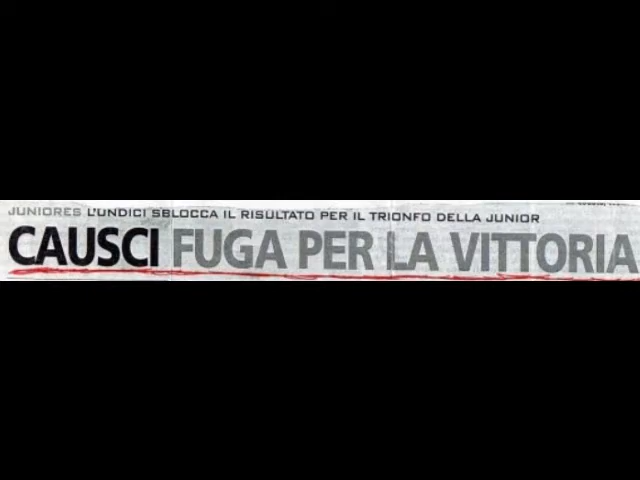 JUNIORES L'UNDICI SBLOCCA IL RISULTATO PER IL TRIONFO DELLA JUNIOR
CAUSCI FUGA PER LA VITTORIA